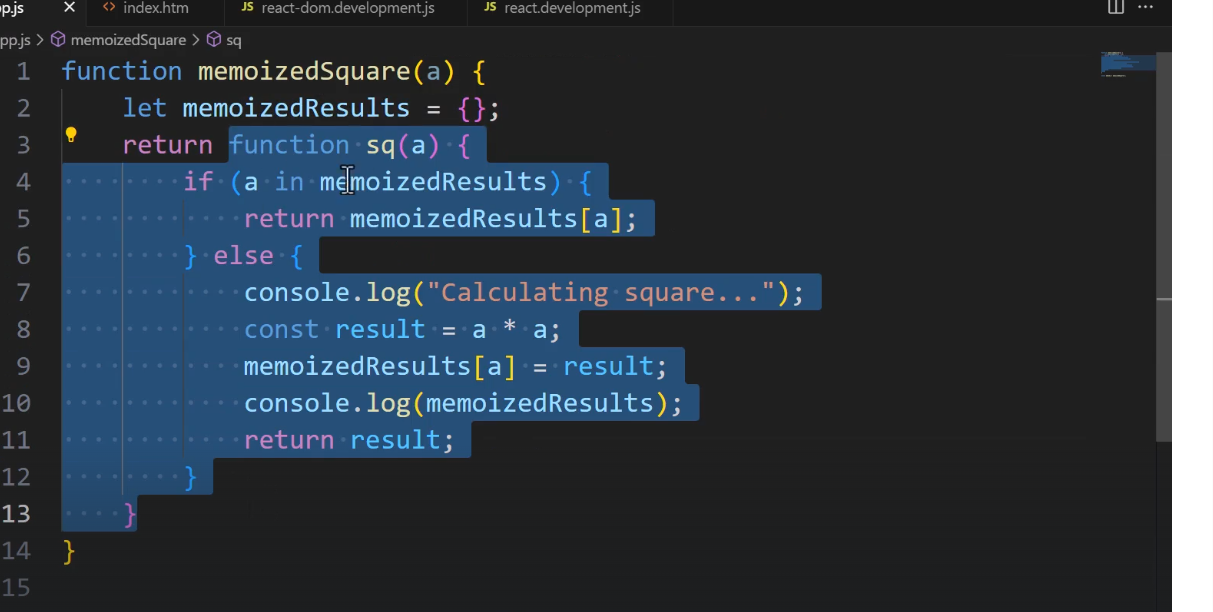 p.js × <> index.htm JS react-dom.development.js JS react.development.js ...
pp.js > memoizedSquare > sq
1 function memoizedSquare(a) {
2     let memoizedResults = {};
3     return function sq(a) {
4         if (a in memoizedResults) {
5             return memoizedResults[a];
6         } else {
7             console.log("Calculating square...");
8             const result = a * a;
9             memoizedResults[a] = result;
10             console.log(memoizedResults);
11             return result;
12         }
13     }
14 }
15